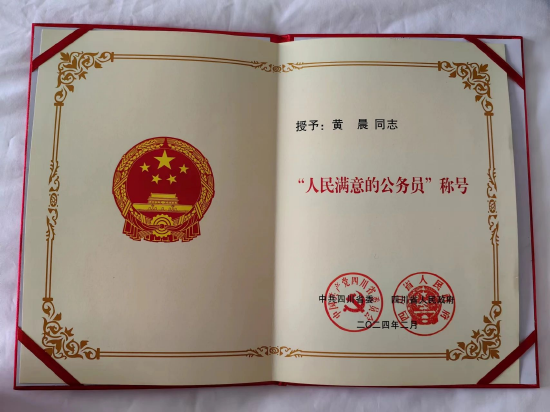 授予：黄 晨 同志
“人民满意的公务员”称号
中共四川省委 四川省人民政府
二〇二四年二月